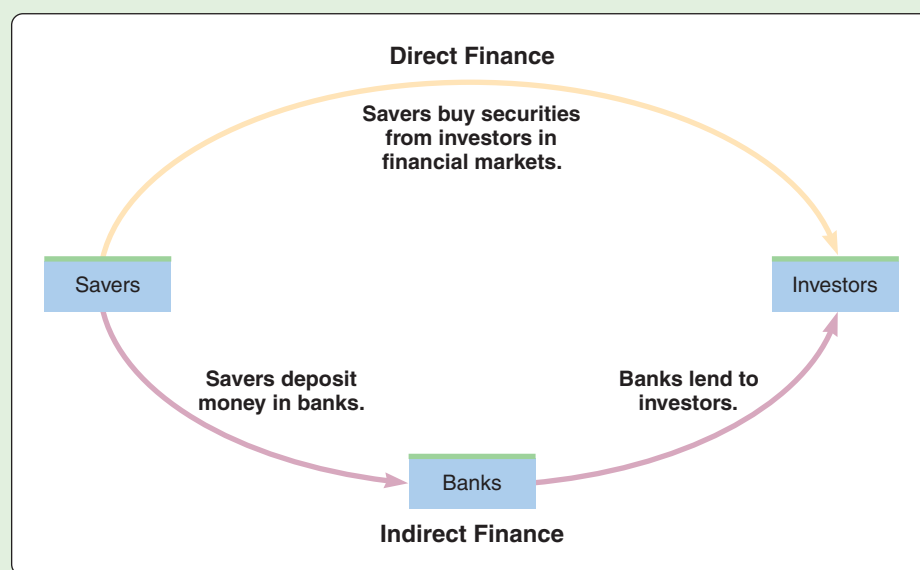 Direct Finance
Savers buy securities
from investors in
financial markets.
Savers
Investors
Savers deposit
money in banks.
Banks lend to
investors.
Banks
Indirect Finance